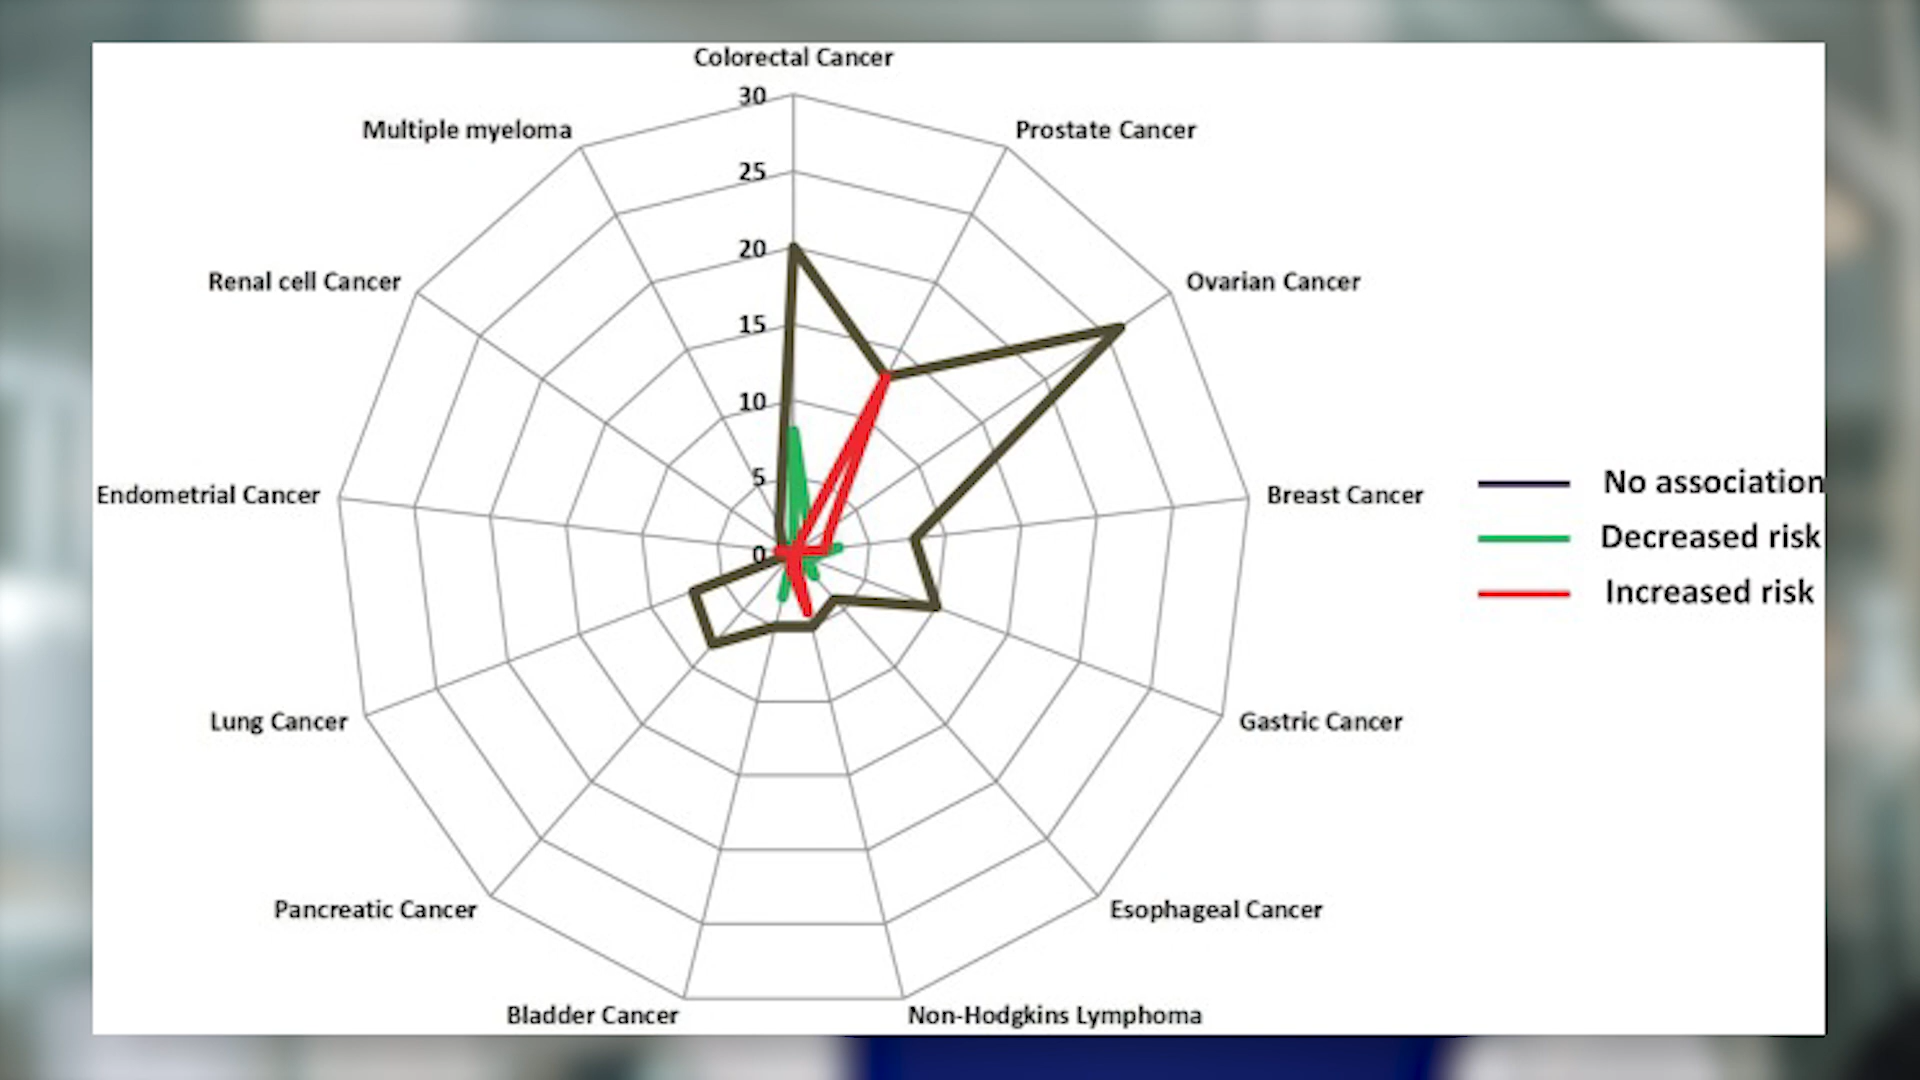 Colorectal Cancer
30
Multiple myeloma
Prostate Cancer
25
20
Renal cell Cancer
Ovarian Cancer
15
10
5
Endometrial Cancer
Breast Cancer
No association
Decreased risk
0
Increased risk
Lung Cancer
Gastric Cancer
Pancreatic Cancer
Esophageal Cancer
Bladder Cancer
Non-Hodgkins Lymphoma